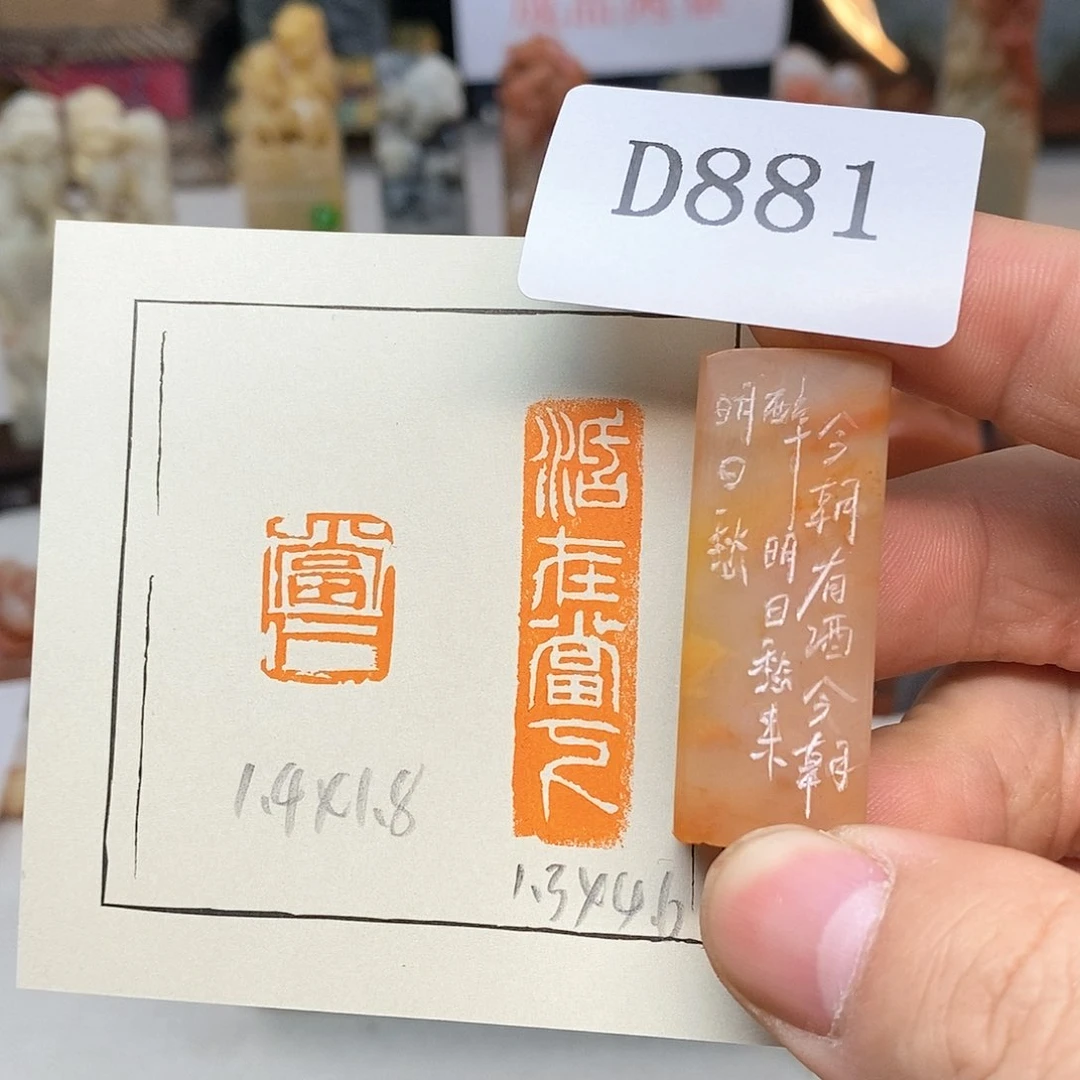 D881
當下
1.4x1.8
活在當下
1.3x4.6
今朝有酒今朝
醉明日愁来
明日愁